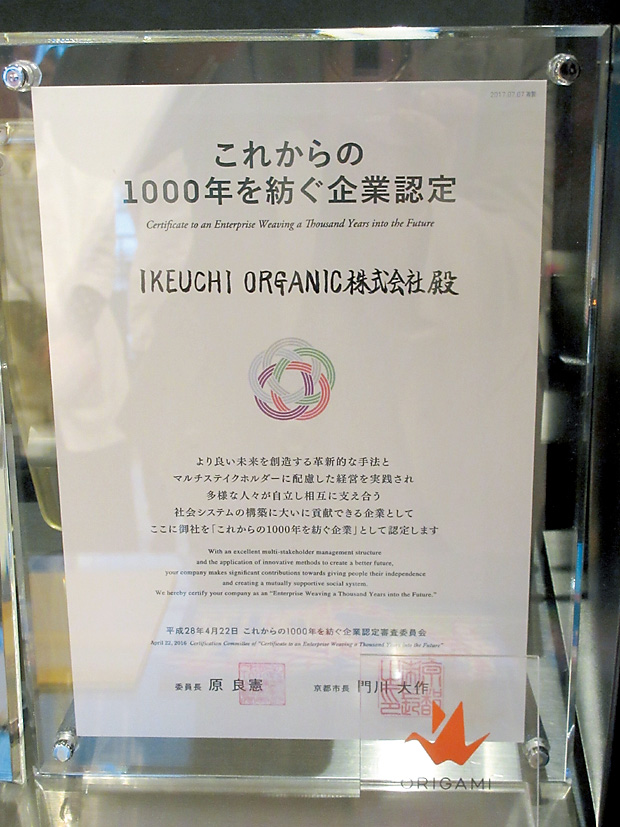 これからの
1000年を紡ぐ企業認定
Certificate to an Enterprise Weaving a Thousand Years into the Future
IKEUCHI ORGANIC株式会社 殿
より良い未来を創造する革新的な手法と
マルチステイクホルダーに配慮した経営を実践され
多様な人々が自立し相互に支え合う
社会システムの構築に大いに貢献できる企業として
ここに御社を「これからの1000年を紡ぐ企業」として認定します
With an excellent multi-stakeholder management structure
and the application of innovative methods to create a better future,
your company makes significant contributions towards giving people their independence
and creating a mutually supportive social system.
We hereby certify your company as an "Enterprise Weaving a Thousand Years into the Future."
平成28年4月22日 これからの1000年を紡ぐ企業認定審査委員会
April 22, 2016 Certification Committee of "Certificate to an Enterprise Weaving a Thousand Years into the Future"
委員長 原 良憲 京都市長 門川 大作
ORIGAMI